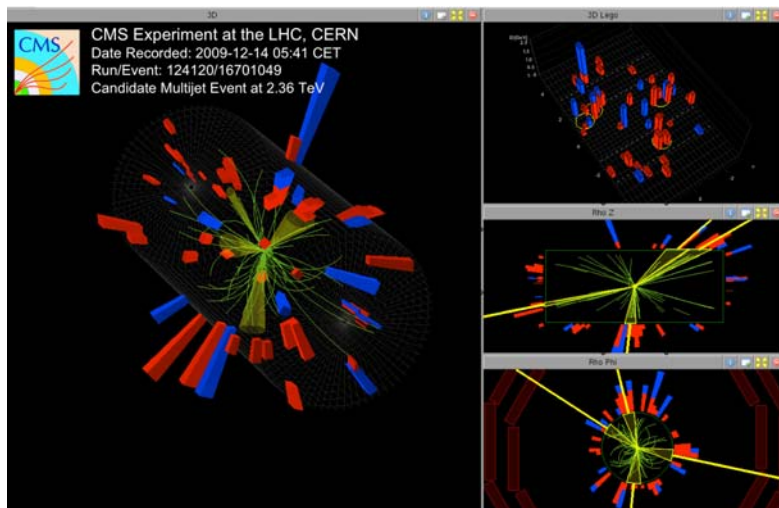 3D
CMS Experiment at the LHC, CERN
Date Recorded: 2009-12-14 05:41 CET
Run/Event: 124120/16701049
Candidate Multijet Event at 2.36 TeV
CMS
3D Lego
Rho Z
Rho Phi